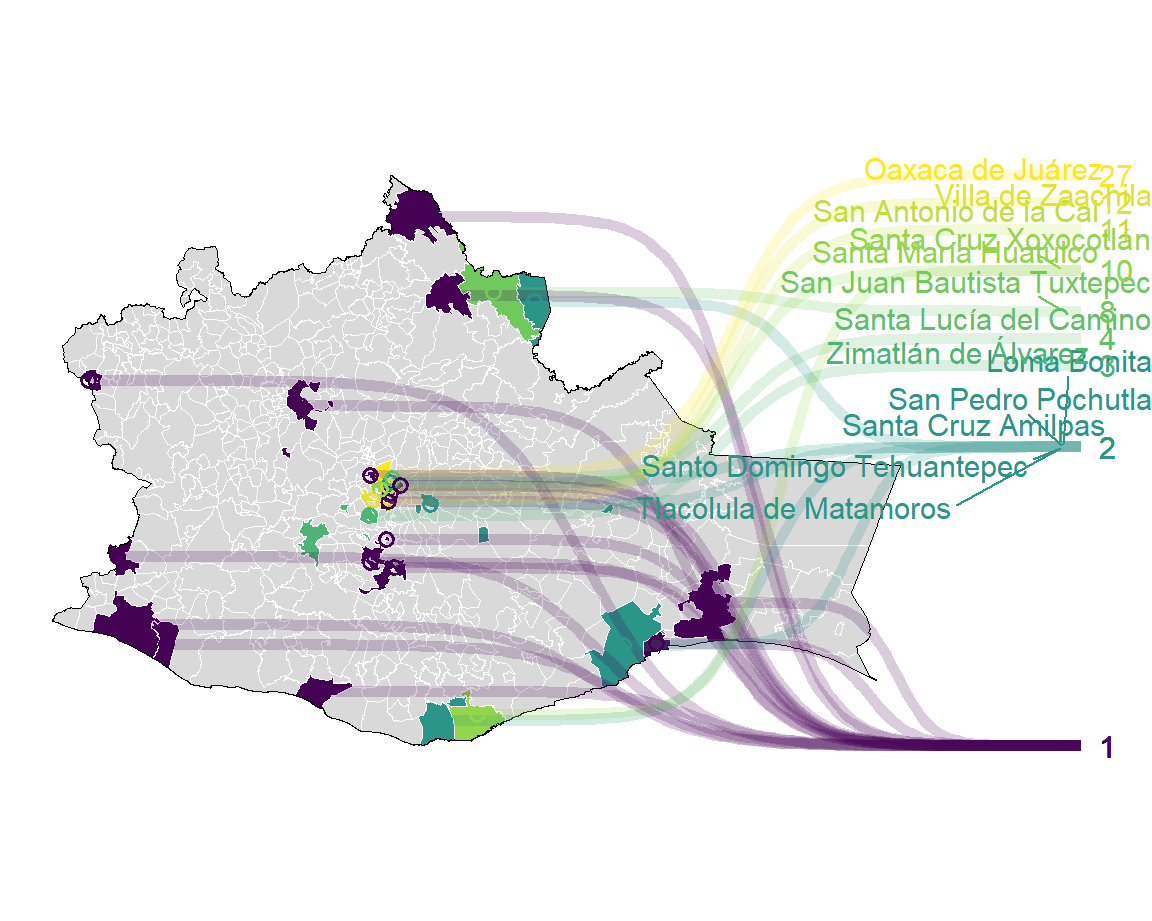 Oaxaca de Juárez 27
Villa de Zaachila
12
San Antonio de la Cal
11
Santa Cruz Xoxocotlán
Santa María Huatulco
10
San Juan Bautista Tuxtepec
8
Santa Lucía del Camino
4
Zimatlán de Álvarez
3
Loma Bonita
San Pedro Pochutla
Santa Cruz Amilpas
2
Santo Domingo Tehuantepec
Tlacolula de Matamoros
1